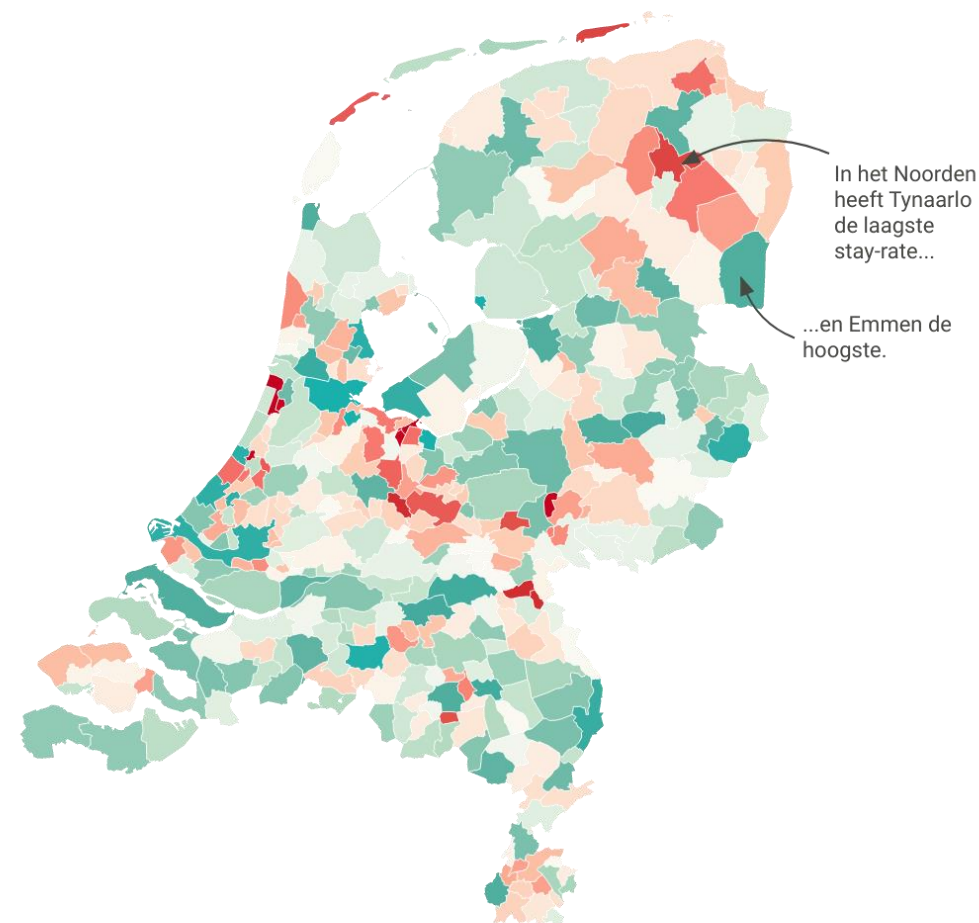 In het Noorden
heeft Tynaarlo
de laagste
stay-rate...
...en Emmen de
hoogste.